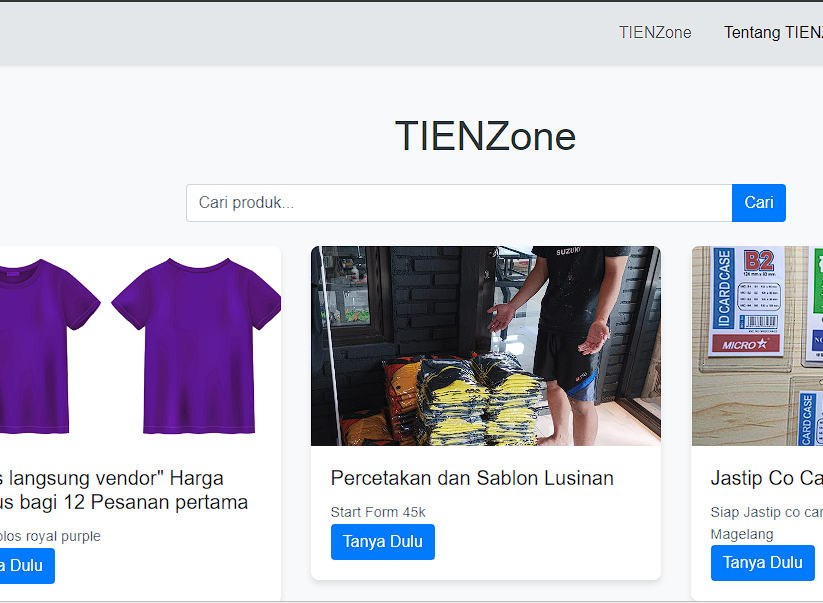 TIENZone
Tentang TIENZ
TIENZone
Cari produk...
Cari
SUZUKI
ID CARD CASE
B2
MICRO
CARD CASE
s langsung vendor" Harga
us bagi 12 Pesanan pertama
olos royal purple
a Dulu
Percetakan dan Sablon Lusinan
Start Form 45k
Tanya Dulu
Jastip Co Ca
Siap Jastip co car
Magelang
Tanya Dulu